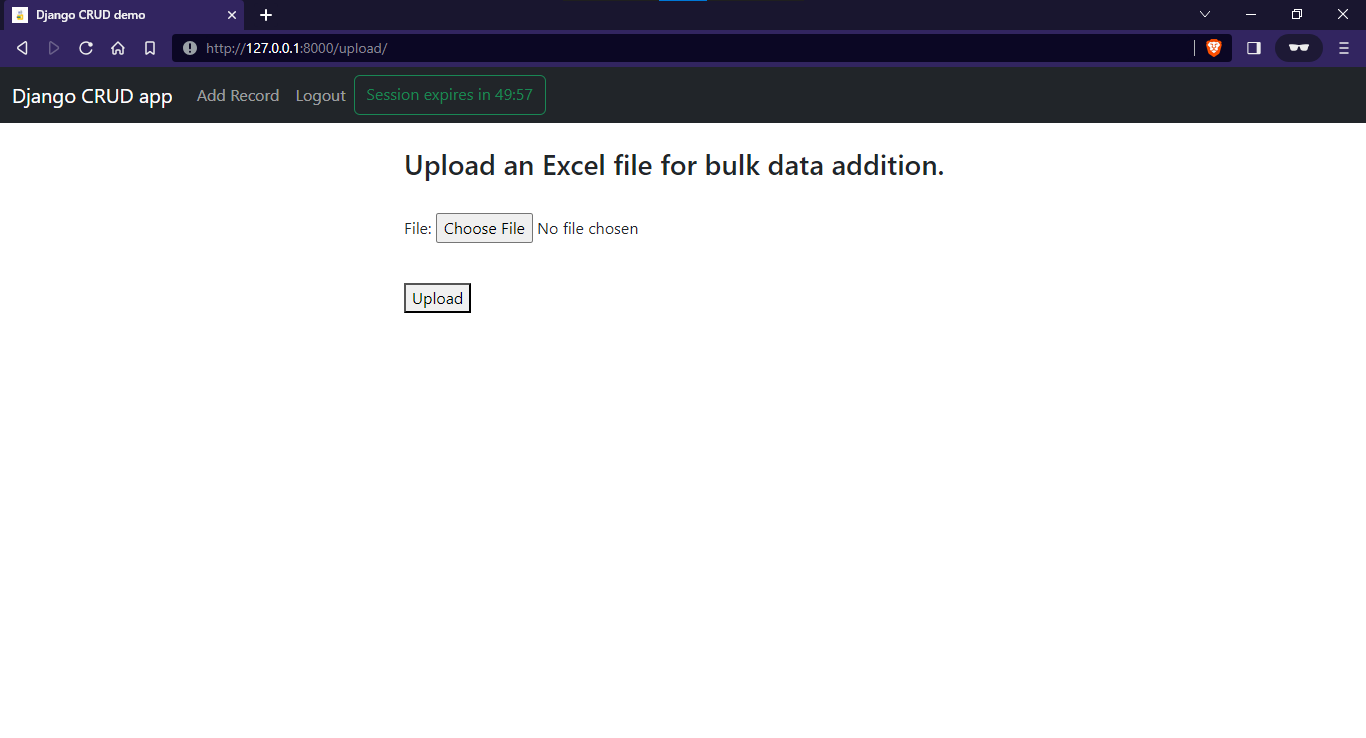 Django CRUD demo
http://127.0.0.1:8000/upload/
Django CRUD app Add Record Logout Session expires in 49:57
Upload an Excel file for bulk data addition.
File: Choose File No file chosen
Upload